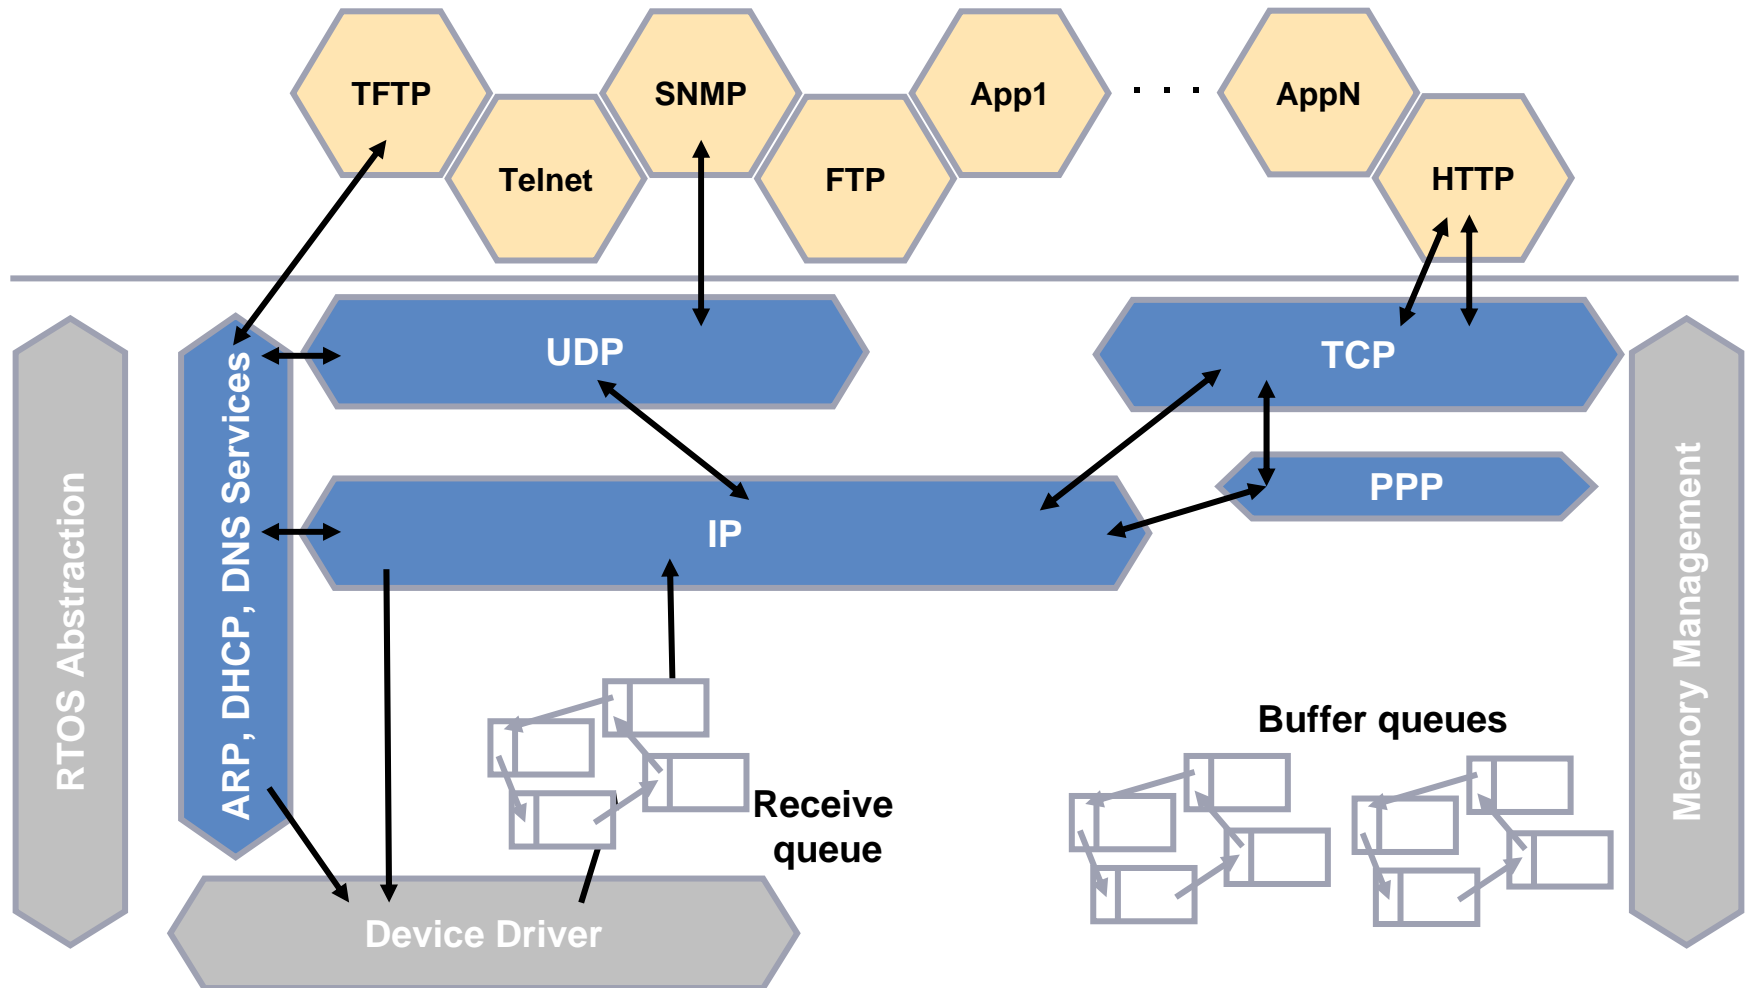 TFTP
SNMP
App1
. . .
AppN
Telnet
FTP
HTTP
UDP
TCP
PPP
IP
RTOS Abstraction
ARP, DHCP, DNS Services
Memory Management
Buffer queues
Receive
queue
Device Driver